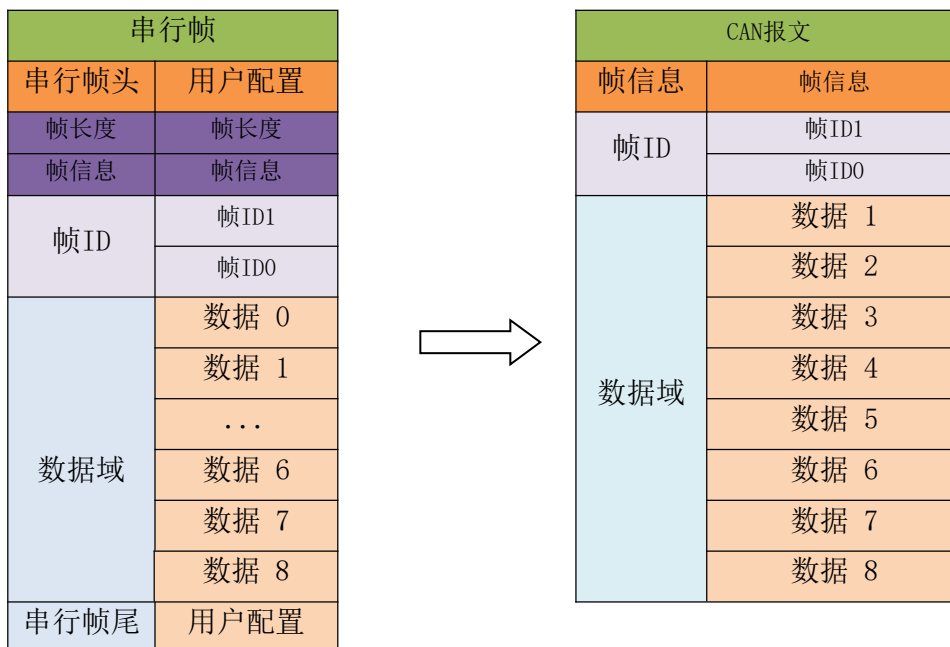 串行帧
串行帧头 用户配置
帧长度 帧长度
帧信息 帧信息
帧ID
帧ID1
帧ID0
数据域
数据 0
数据 1
...
数据 6
数据 7
数据 8
串行帧尾 用户配置
CAN报文
帧信息 帧信息
帧ID
帧ID1
帧ID0
数据域
数据 1
数据 2
数据 3
数据 4
数据 5
数据 6
数据 7
数据 8